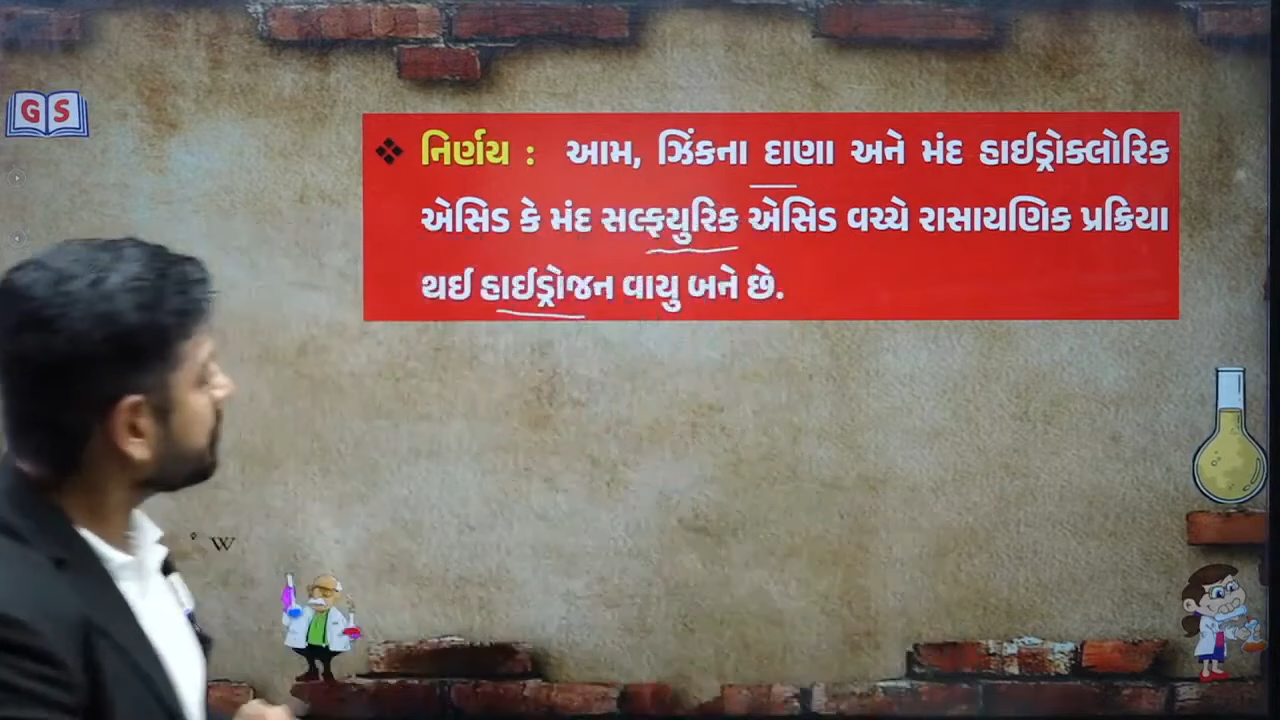 GS
❖ નિર્ણય : આમ, ઝિંકના દાણા અને મંદ હાઈડ્રોક્લોરિક
એસિડ કે મંદ સલ્ફ્યુરિક એસિડ વચ્ચે રાસાયણિક પ્રક્રિયા
થઈ હાઈડ્રોજન વાયુ બને છે.
W